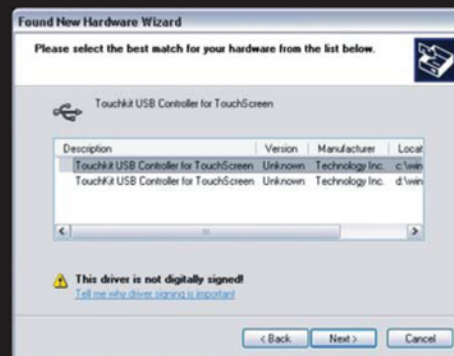 Found New Hardware Wizard
Please select the best match for your hardware from the list below.
Touchkit USB Controller for TouchScreen
Description Version Manufacturer Locat
Touchkit USB Controller for TouchScreen Unknown Technology Inc. c:\win
TouchKit USB Controller for TouchScreen Unknown Technology Inc. d:\win
This driver is not digitally signed!
Tell me why driver signing is important
< Back Next > Cancel